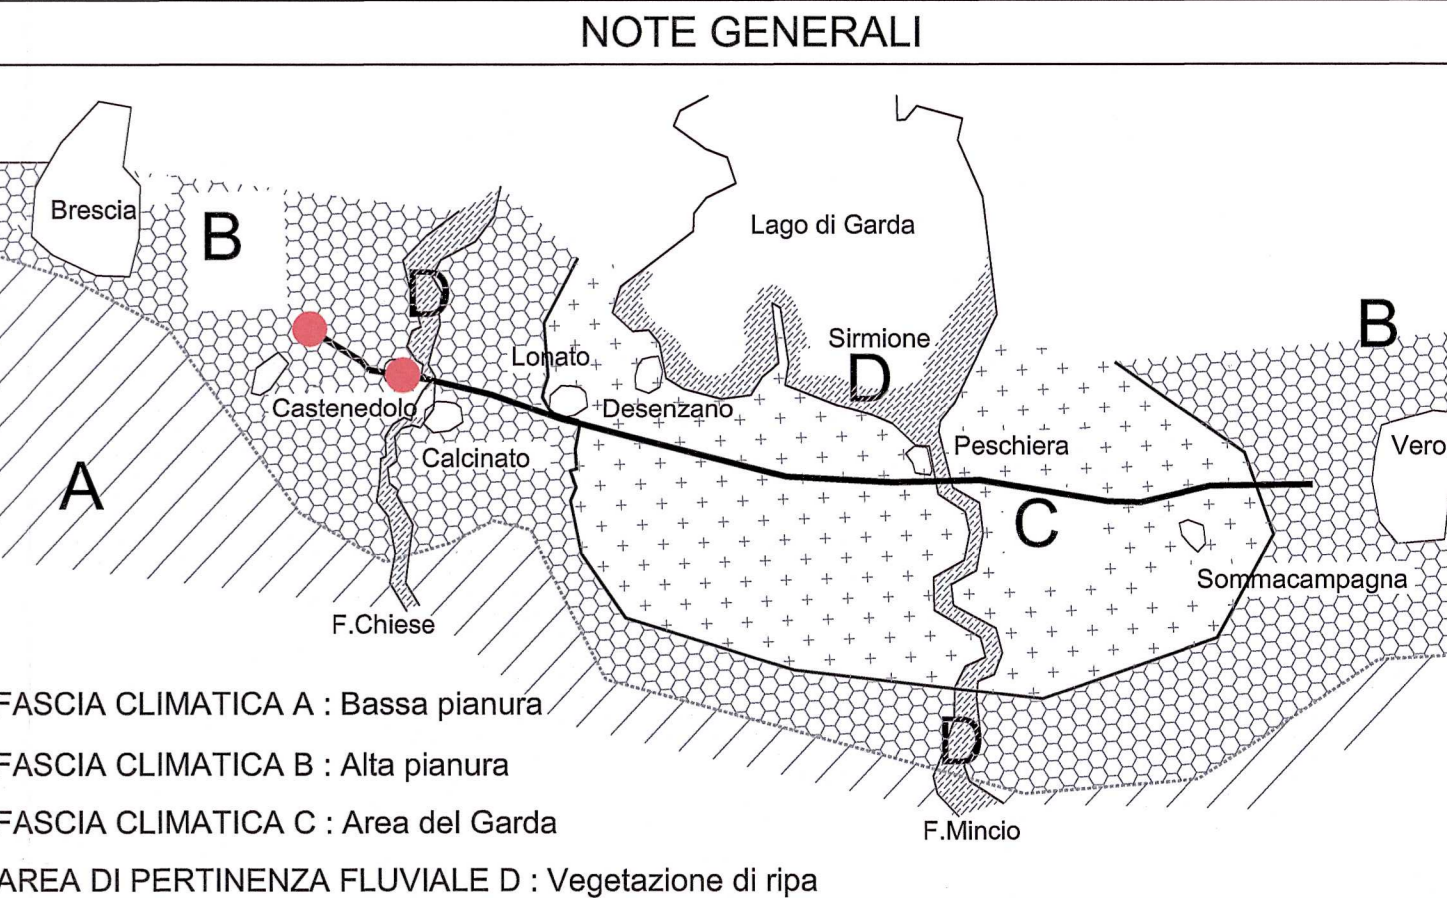 NOTE GENERALI
Brescia
B
D
Lago di Garda
Sirmione
D
B
Lonato
Castenedolo
Desenzano
Calcinato
Peschiera
Vero
A
C
Sommacampagna
F.Chiese
D
F.Mincio
FASCIA CLIMATICA A : Bassa pianura
FASCIA CLIMATICA B : Alta pianura
FASCIA CLIMATICA C : Area del Garda
AREA DI PERTINENZA FLUVIALE D : Vegetazione di ripa